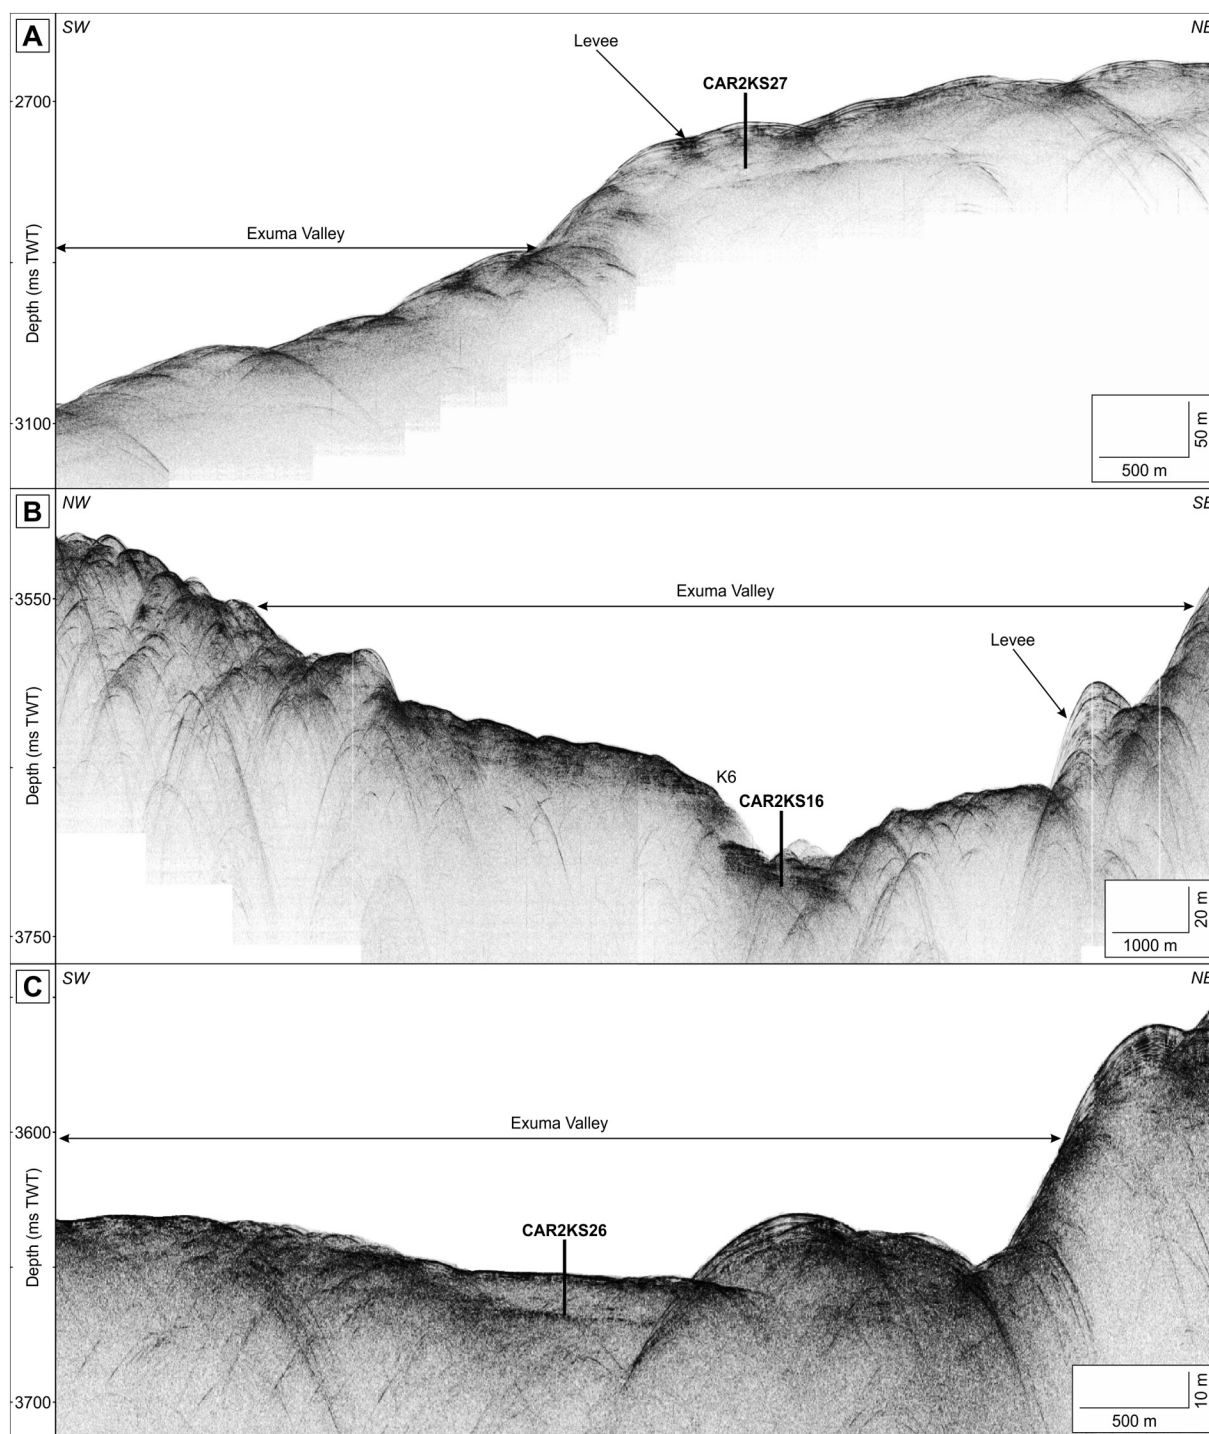 A
SW
NE
Levee
CAR2KS27
2700
Exuma Valley
Depth (ms TWT)
3100
50 m
500 m
B
NW
SE
3550
Exuma Valley
Levee
Depth (ms TWT)
K6
CAR2KS16
3750
20 m
1000 m
C
SW
NE
3600
Exuma Valley
CAR2KS26
Depth (ms TWT)
3700
10 m
500 m